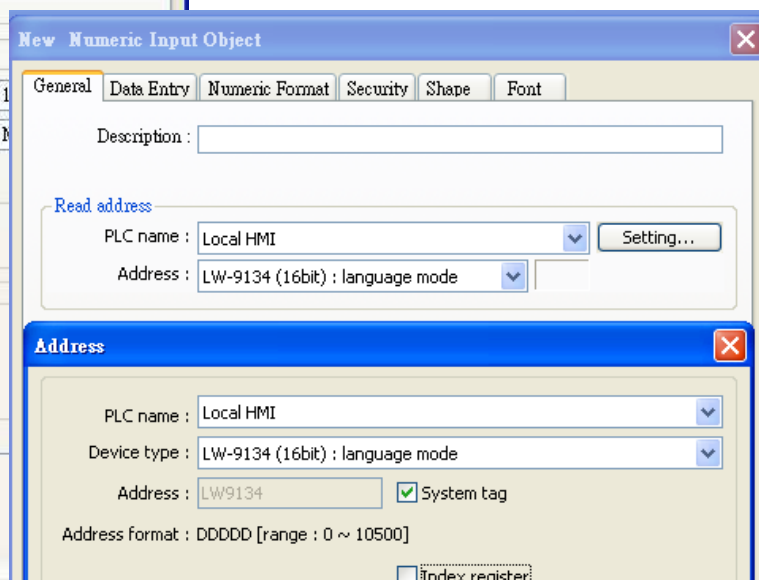 New Numeric Input Object
General Data Entry Numeric Format Security Shape Font
Description :
Read address
PLC name : Local HMI Setting...
Address : LW-9134 (16bit) : language mode
Address
PLC name : Local HMI
Device type : LW-9134 (16bit) : language mode
Address : LW9134 System tag
Address format : DDDDD [range : 0 ~ 10500]
Index register